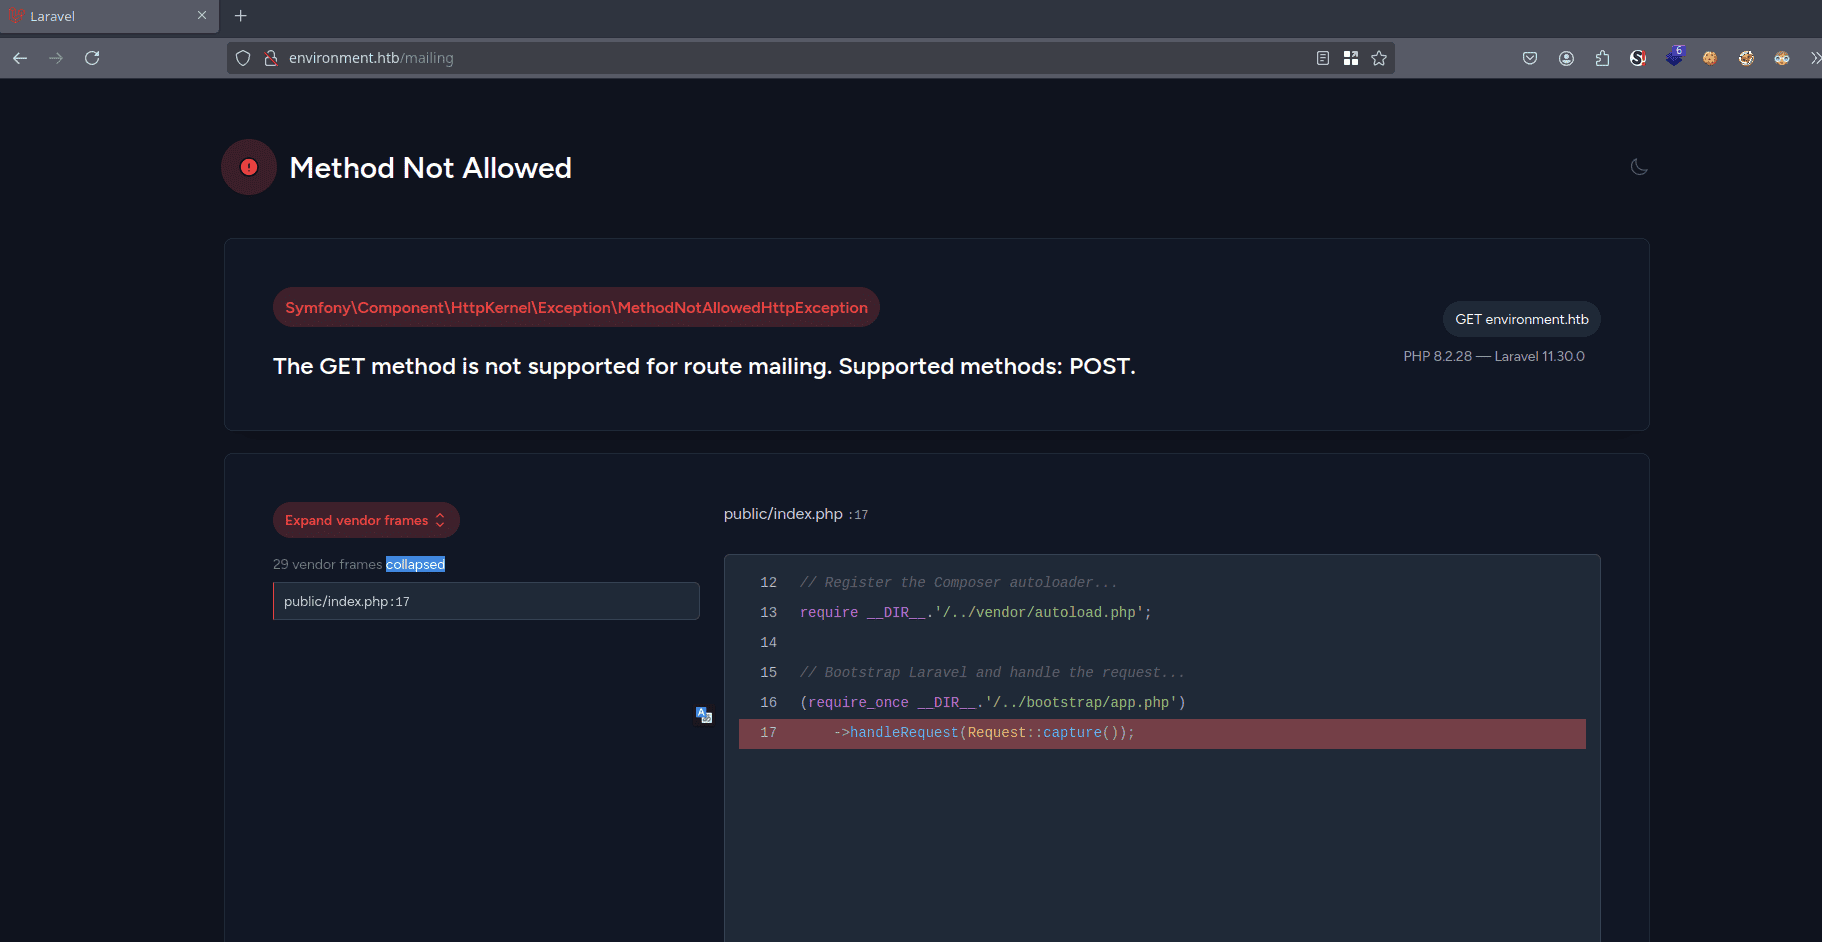 Laravel
environment.htb/mailing
6
Method Not Allowed
Symfony\Component\HttpKernel\Exception\MethodNotAllowedHttpException
GET environment.htb
The GET method is not supported for route mailing. Supported methods: POST.
PHP 8.2.28 — Laravel 11.30.0
Expand vendor frames
29 vendor frames collapsed
public/index.php:17
public/index.php :17
12 // Register the Composer autoloader...
13 require __DIR__.'/../vendor/autoload.php';
14
15 // Bootstrap Laravel and handle the request...
16 (require_once __DIR__.'/../bootstrap/app.php')
17 ->handleRequest(Request::capture());